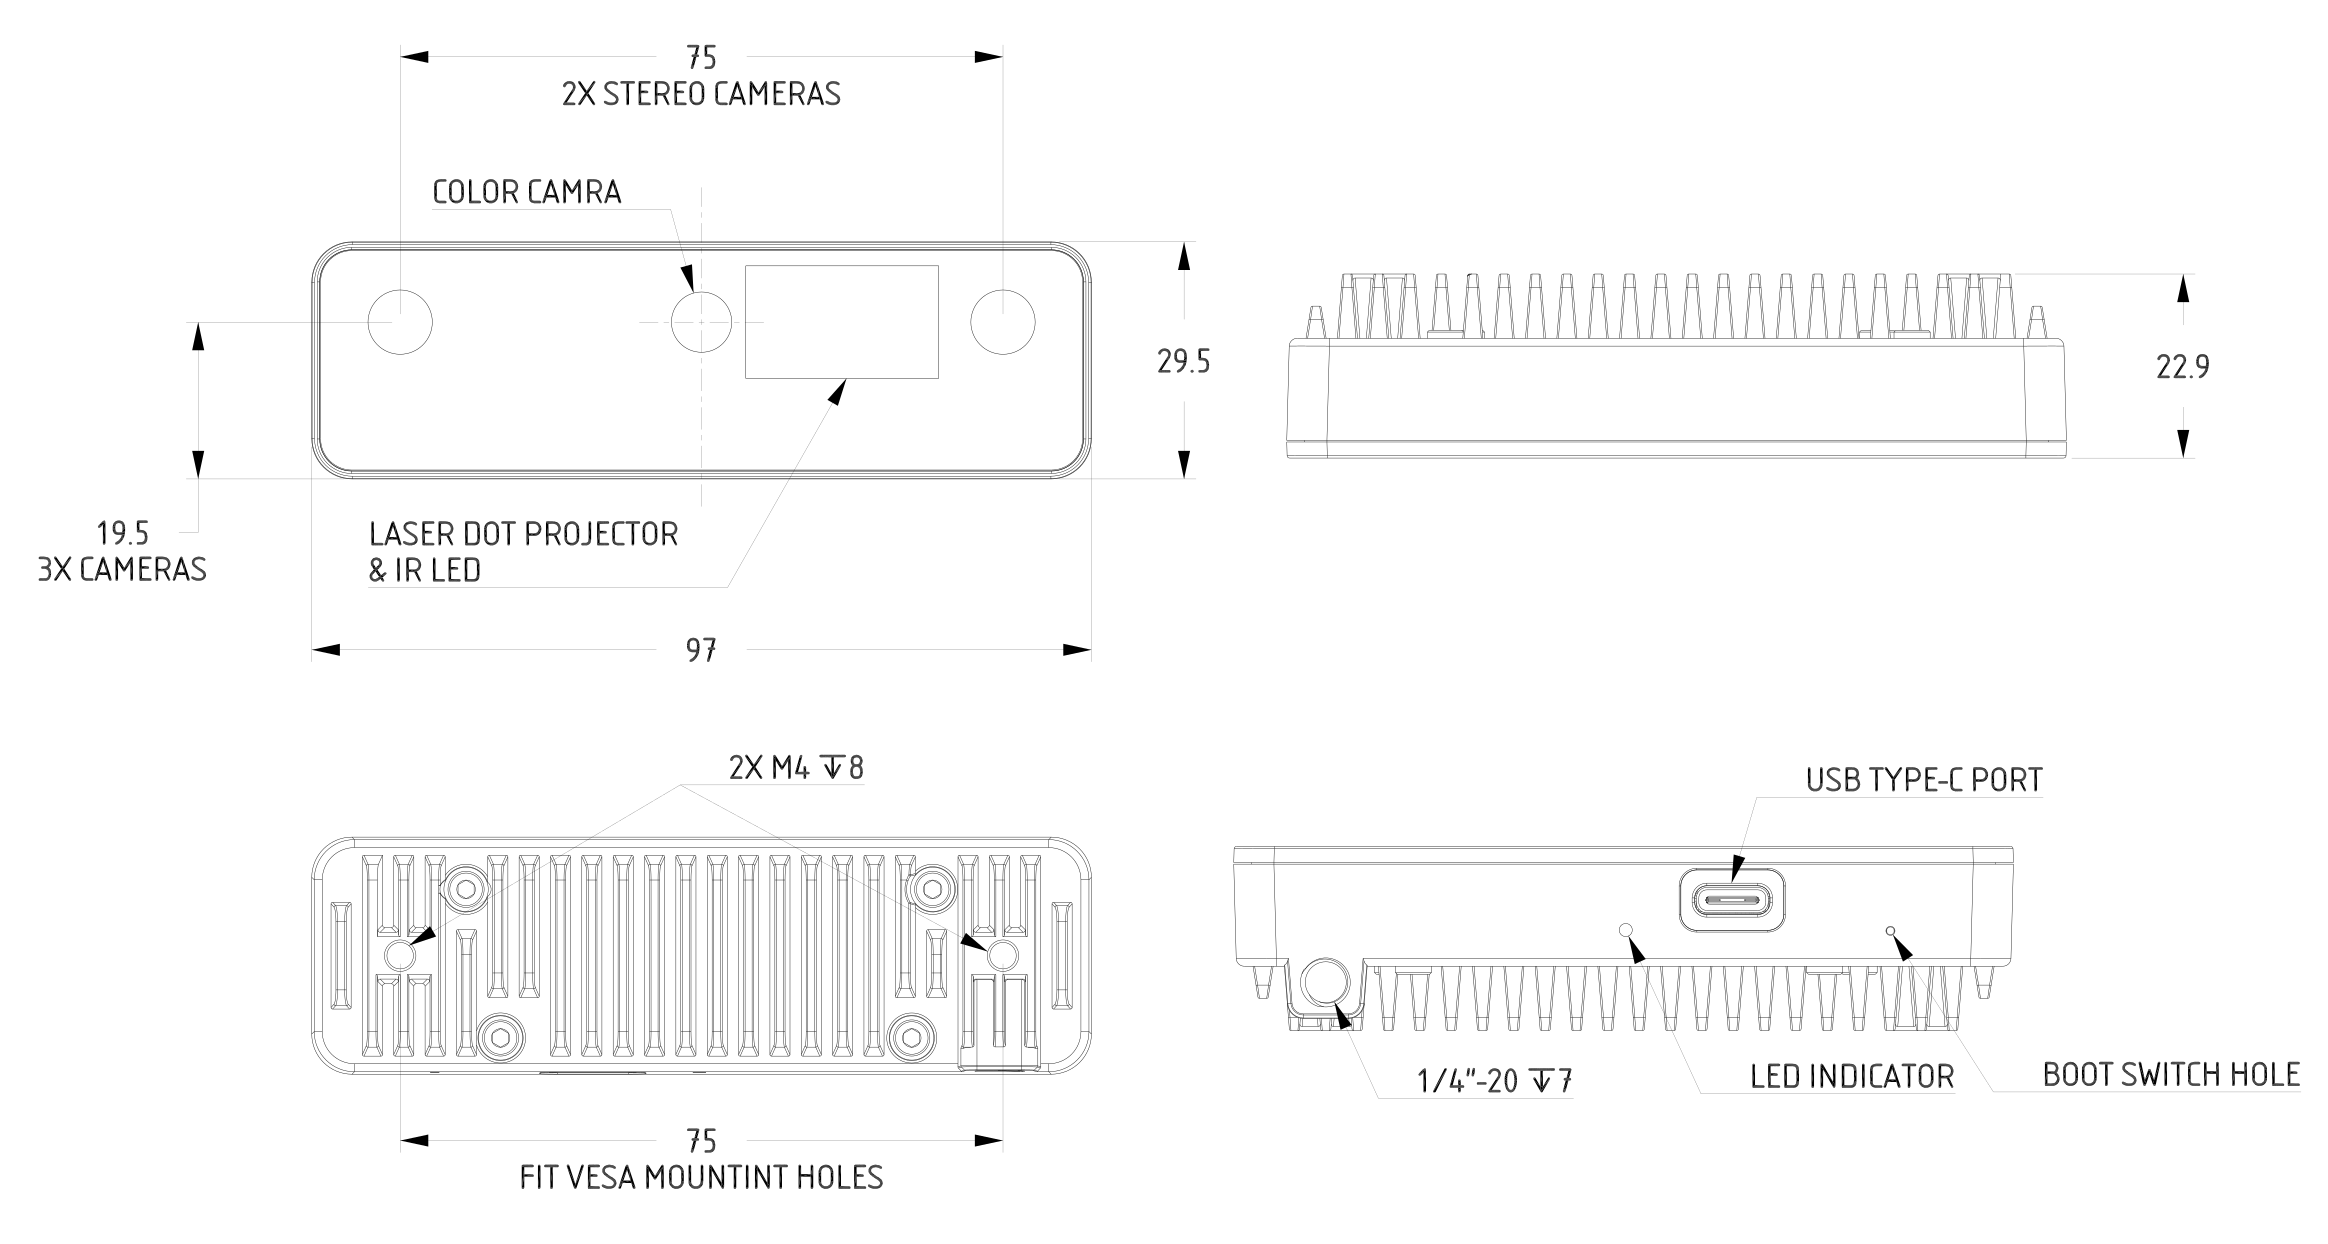 75
2X STEREO CAMERAS
COLOR CAMRA
29.5
22.9
19.5
3X CAMERAS
LASER DOT PROJECTOR
& IR LED
97
2X M4 ↧8
USB TYPE-C PORT
1/4"-20 ↧7
LED INDICATOR
BOOT SWITCH HOLE
75
FIT VESA MOUNTINT HOLES